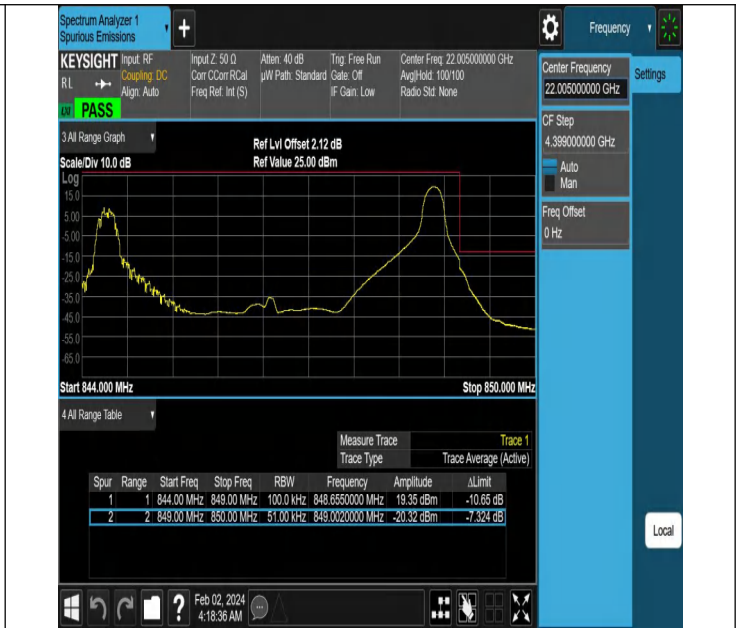 Spectrum Analyzer 1
Spurious Emissions
+
Frequency
KEYSIGHT Input: RF Input Z: 50 Ω Atten: 40 dB Trig: Free Run Center Freq: 22.005000000 GHz
RL Coupling: DC Corr CCorr RCal µW Path: Standard Gate: Off Avg|Hold: 100/100
Align: Auto Freq Ref: Int (S) IF Gain: Low Radio Std: None
PASS
Center Frequency
22.005000000 GHz
Settings
CF Step
4.399000000 GHz
Auto
Man
Freq Offset
0 Hz
3 All Range Graph
Ref Lvl Offset 2.12 dB
Scale/Div 10.0 dB Ref Value 25.00 dBm
Log
15.0
5.00
-5.00
-15.0
-25.0
-35.0
-45.0
-55.0
-65.0
Start 844.000 MHz Stop 850.000 MHz
4 All Range Table
Measure Trace Trace 1
Trace Type Trace Average (Active)
Spur Range Start Freq Stop Freq RBW Frequency Amplitude ΔLimit
1 1 844.00 MHz 849.00 MHz 100.0 kHz 848.6550000 MHz 19.35 dBm -10.65 dB
2 2 849.00 MHz 850.00 MHz 51.00 kHz 849.0020000 MHz -20.32 dBm -7.324 dB
Local
? Feb 02, 2024
4:18:36 AM